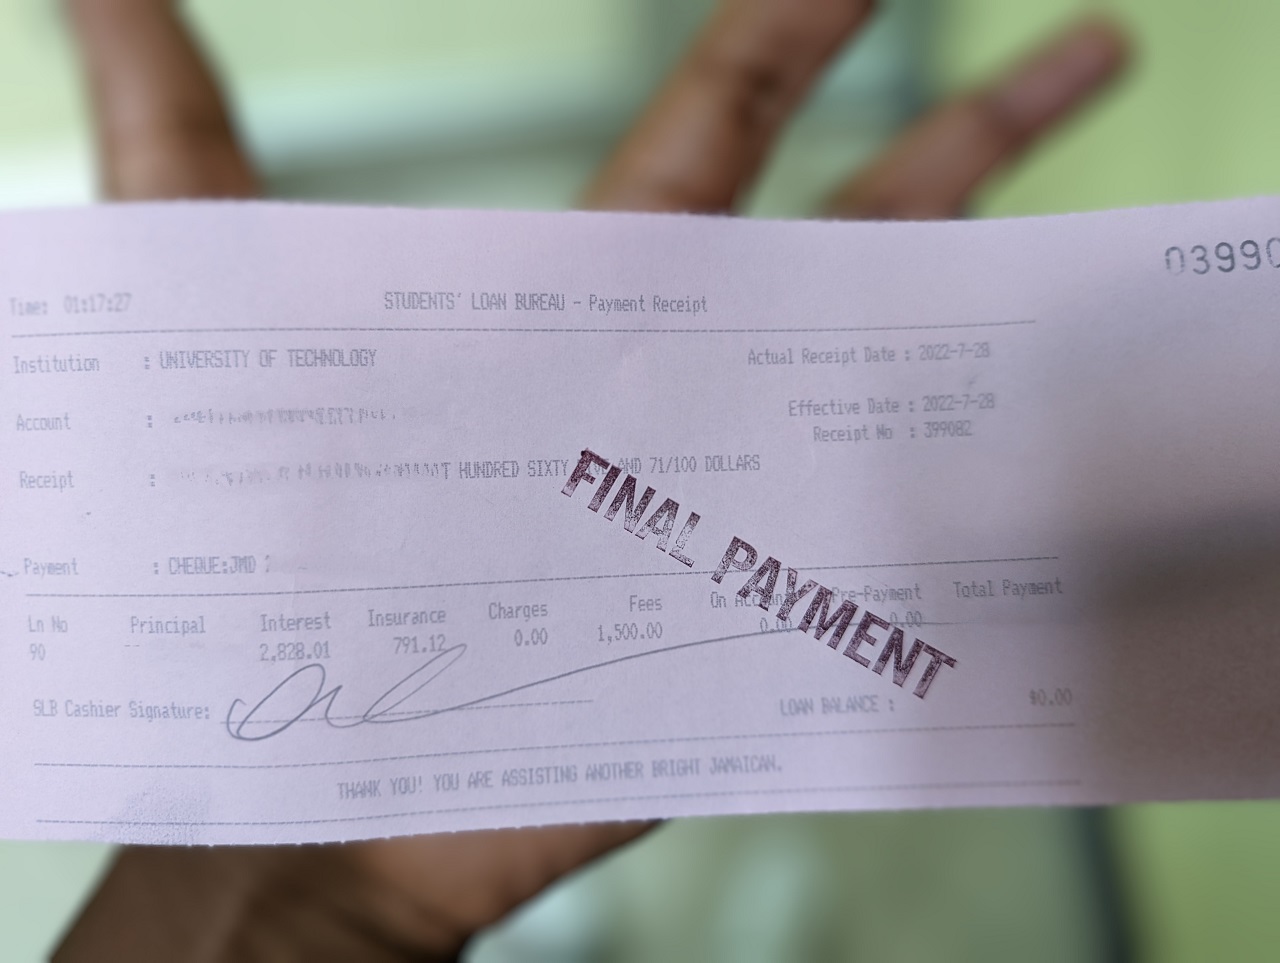 03990
Time: 01:17:27 STUDENTS' LOAN BUREAU - Payment Receipt
Institution : UNIVERSITY OF TECHNOLOGY Actual Receipt Date : 2022-7-28
Account : Effective Date : 2022-7-28
Receipt No : 399082
Receipt : HUNDRED SIXTY AND 71/100 DOLLARS
FINAL PAYMENT
Payment : CHEQUE:JMD
Ln No Principal Interest Insurance Charges Fees On Account Pre-Payment Total Payment
90 -- 2,828.01 791.12 0.00 1,500.00 0.00 0.00
SLB Cashier Signature: LOAN BALANCE : $0.00
THANK YOU! YOU ARE ASSISTING ANOTHER BRIGHT JAMAICAN.